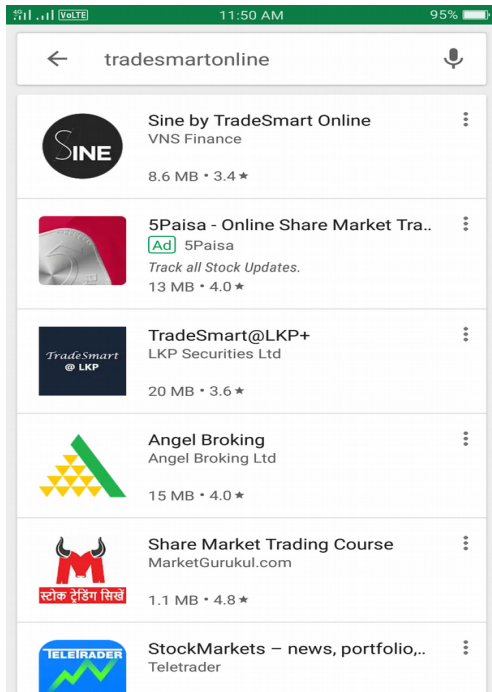 4G VoLTE 11:50 AM 95%
tradesmartonline
SINE
Sine by TradeSmart Online
VNS Finance
8.6 MB • 3.4★
5Paisa - Online Share Market Tra..
Ad 5Paisa
Track all Stock Updates.
13 MB • 4.0★
TradeSmart
@ LKP
TradeSmart@LKP+
LKP Securities Ltd
20 MB • 3.6★
Angel Broking
Angel Broking Ltd
15 MB • 4.0★
स्टोक ट्रेडिंग सिखें
Share Market Trading Course
MarketGurukul.com
1.1 MB • 4.8★
TELETRADER
StockMarkets – news, portfolio,..
Teletrader